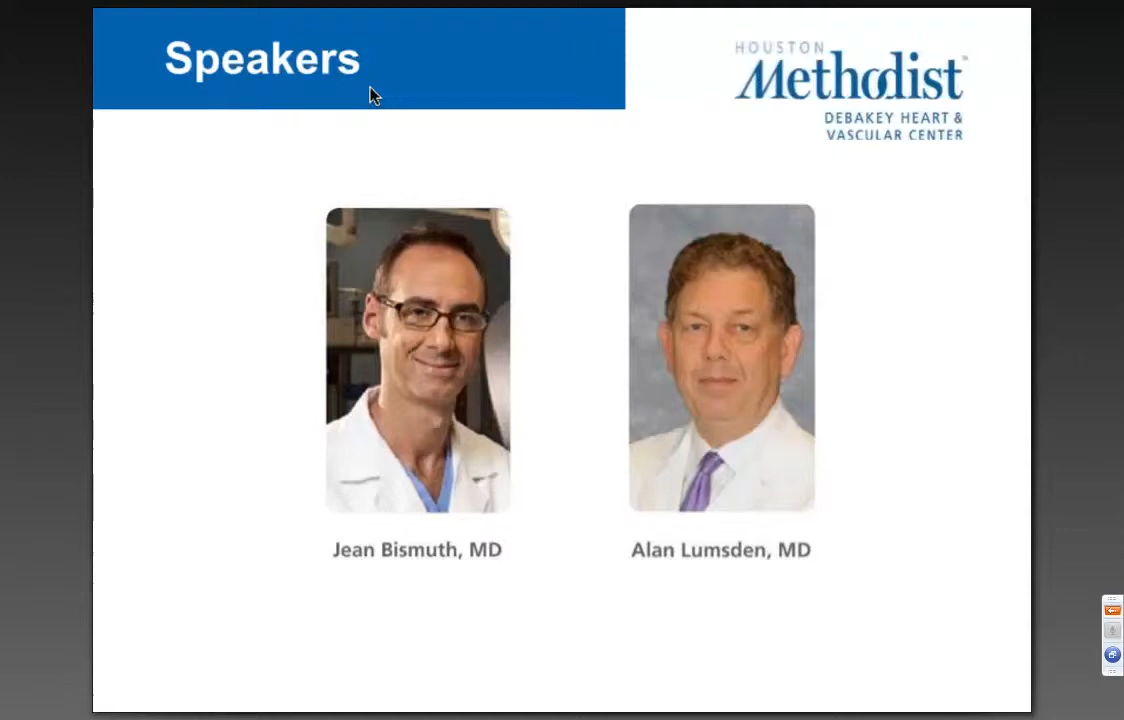 Speakers
HOUSTON
Methodist
DEBAKEY HEART &
VASCULAR CENTER
Jean Bismuth, MD
Alan Lumsden, MD